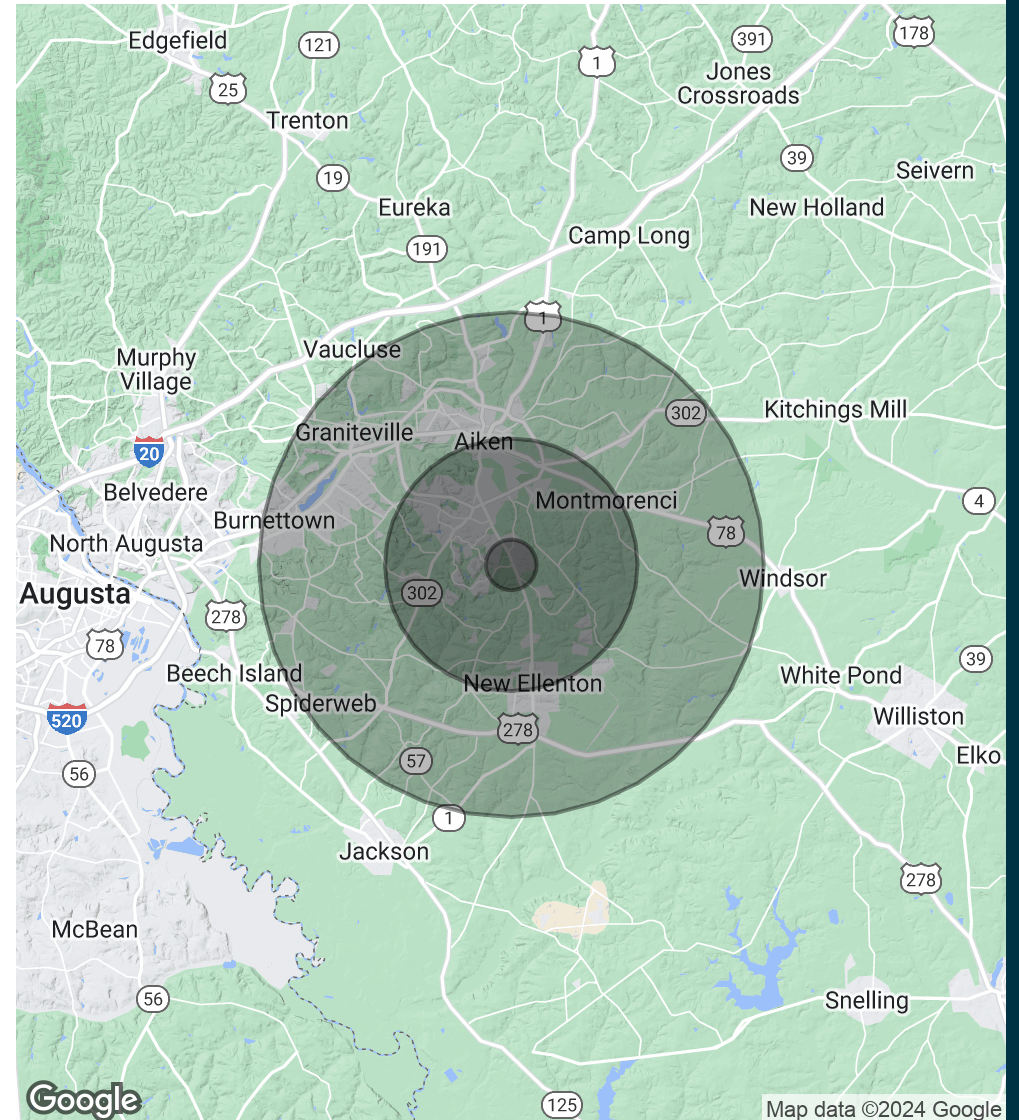 Edgefield
121
391
178
1
Jones
Crossroads
25
Trenton
39
19
Seivern
Eureka
New Holland
191
Camp Long
1
Vaucluse
Murphy
Village
302
Kitchings Mill
Graniteville
Aiken
20
Belvedere
Montmorenci
4
Burnettown
78
North Augusta
Windsor
Augusta
302
278
78
39
Beech Island
White Pond
New Ellenton
Spiderweb
Williston
520
278
Elko
57
56
1
Jackson
278
McBean
56
Snelling
Google
125
Map data ©2024 Google